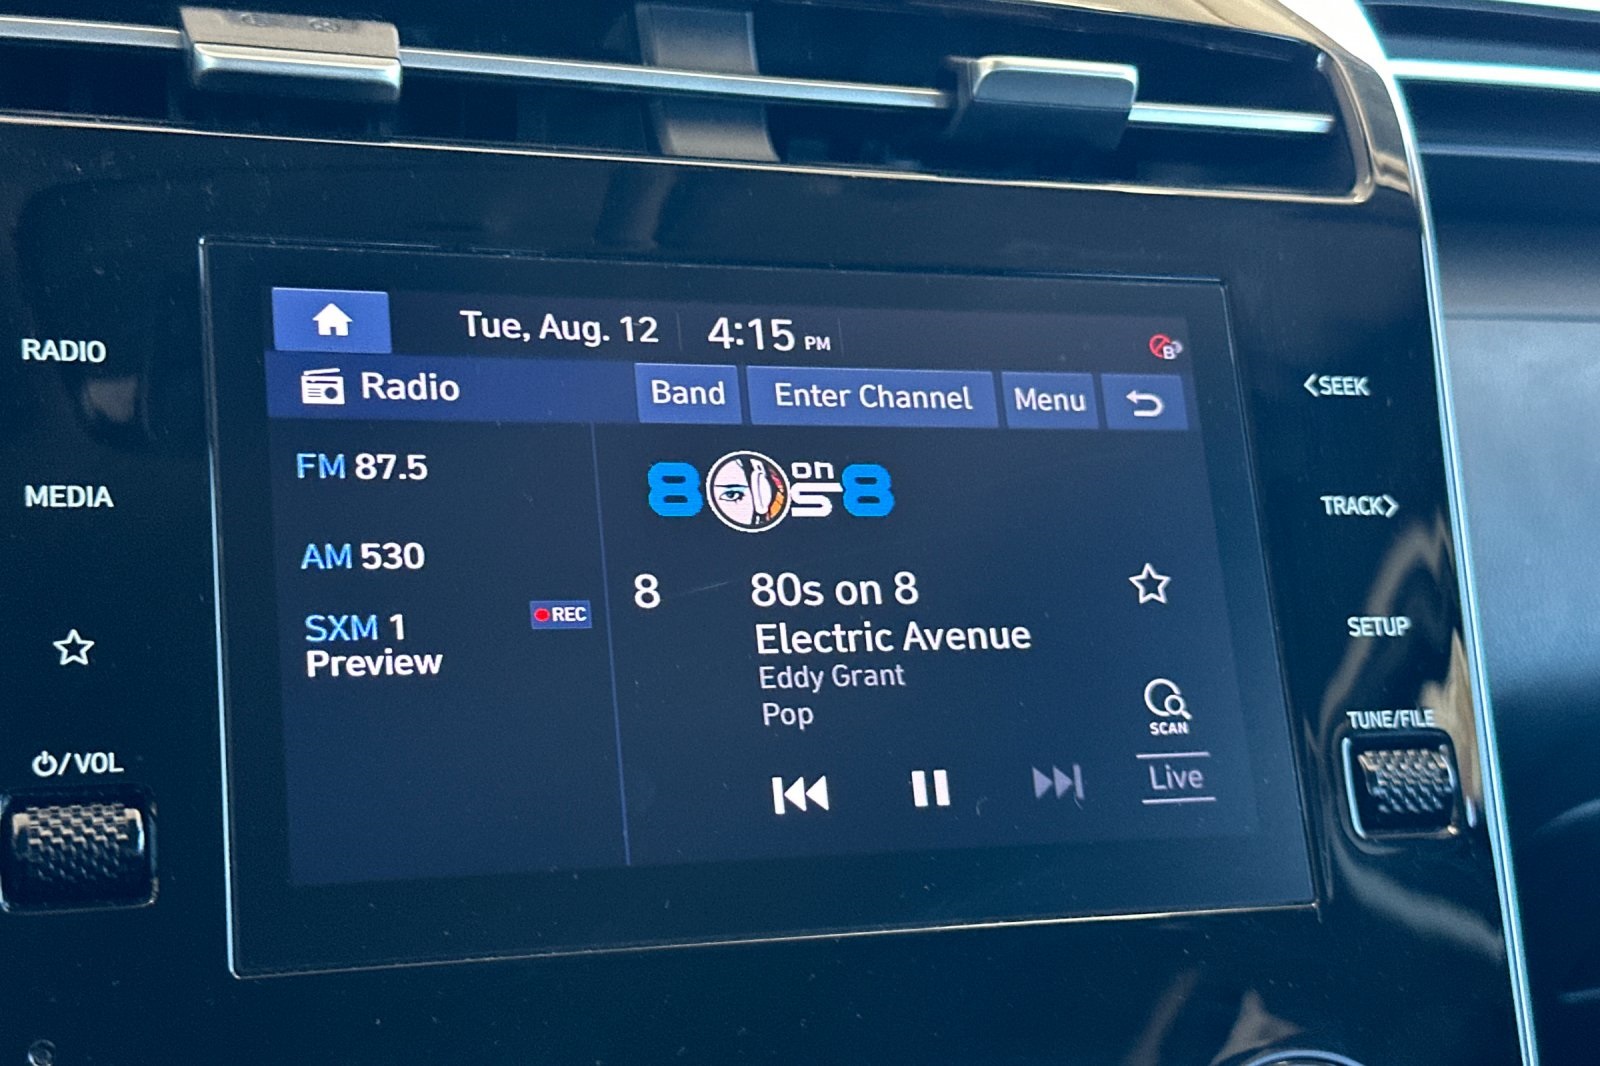 Tue, Aug. 12 4:15 PM
B
RADIO
Radio Band Enter Channel Menu
<SEEK
FM 87.5
8 on s 8
MEDIA
TRACK>
AM 530
8 80s on 8
SXM 1 REC
Preview
Electric Avenue
Eddy Grant
Pop
SETUP
SCAN
TUNE/FILE
/VOL
Live